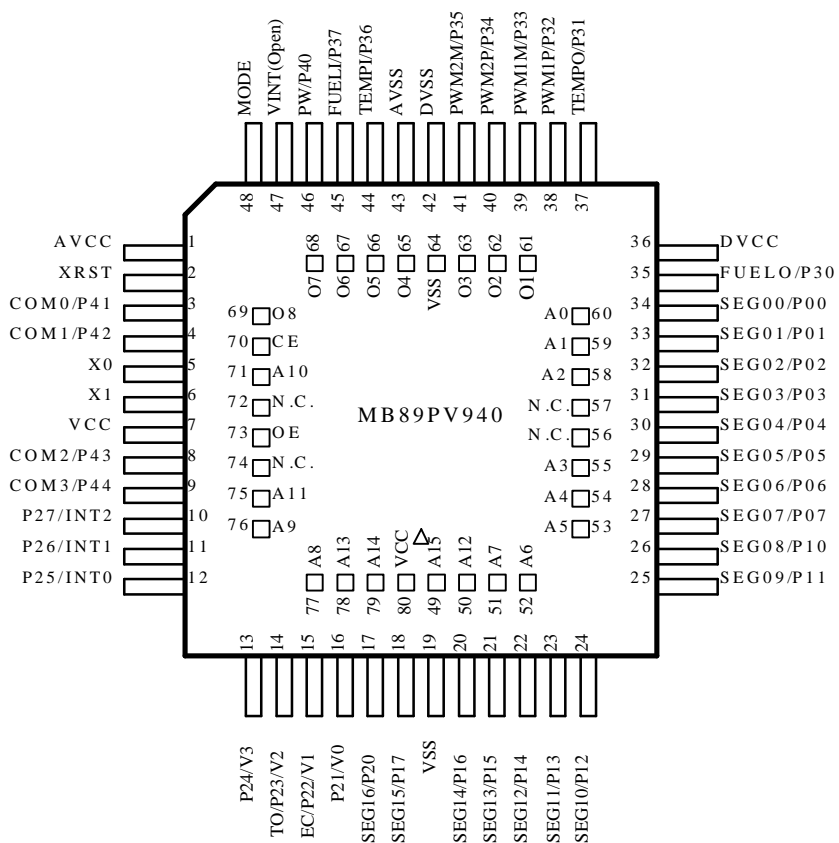 MODE
VINT(Open)
PW/P40
FUELI/P37
TEMPI/P36
AVSS
DVSS
PWM2M/P35
PWM2P/P34
PWM1M/P33
PWM1P/P32
TEMPO/P31
48 47 46 45 44 43 42 41 40 39 38 37
AVCC 1
XRST 2
COM0/P41 3
COM1/P42 4
X0 5
X1 6
VCC 7
COM2/P43 8
COM3/P44 9
P27/INT2 10
P26/INT1 11
P25/INT0 12
68 67 66 65 64 63 62 61
O7 O6 O5 O4 VSS O3 O2 O1
69 O8
70 CE
71 A10
72 N.C.
73 OE
74 N.C.
75 A11
76 A9
MB89PV940
A0 60
A1 59
A2 58
N.C. 57
N.C. 56
A3 55
A4 54
A5 53
A8 A13 A14 VCC A15 A12 A7 A6
77 78 79 80 49 50 51 52
36 DVCC
35 FUELO/P30
34 SEG00/P00
33 SEG01/P01
32 SEG02/P02
31 SEG03/P03
30 SEG04/P04
29 SEG05/P05
28 SEG06/P06
27 SEG07/P07
26 SEG08/P10
25 SEG09/P11
13 14 15 16 17 18 19 20 21 22 23 24
P24/V3
TO/P23/V2
EC/P22/V1
P21/V0
SEG16/P20
SEG15/P17
VSS
SEG14/P16
SEG13/P15
SEG12/P14
SEG11/P13
SEG10/P12